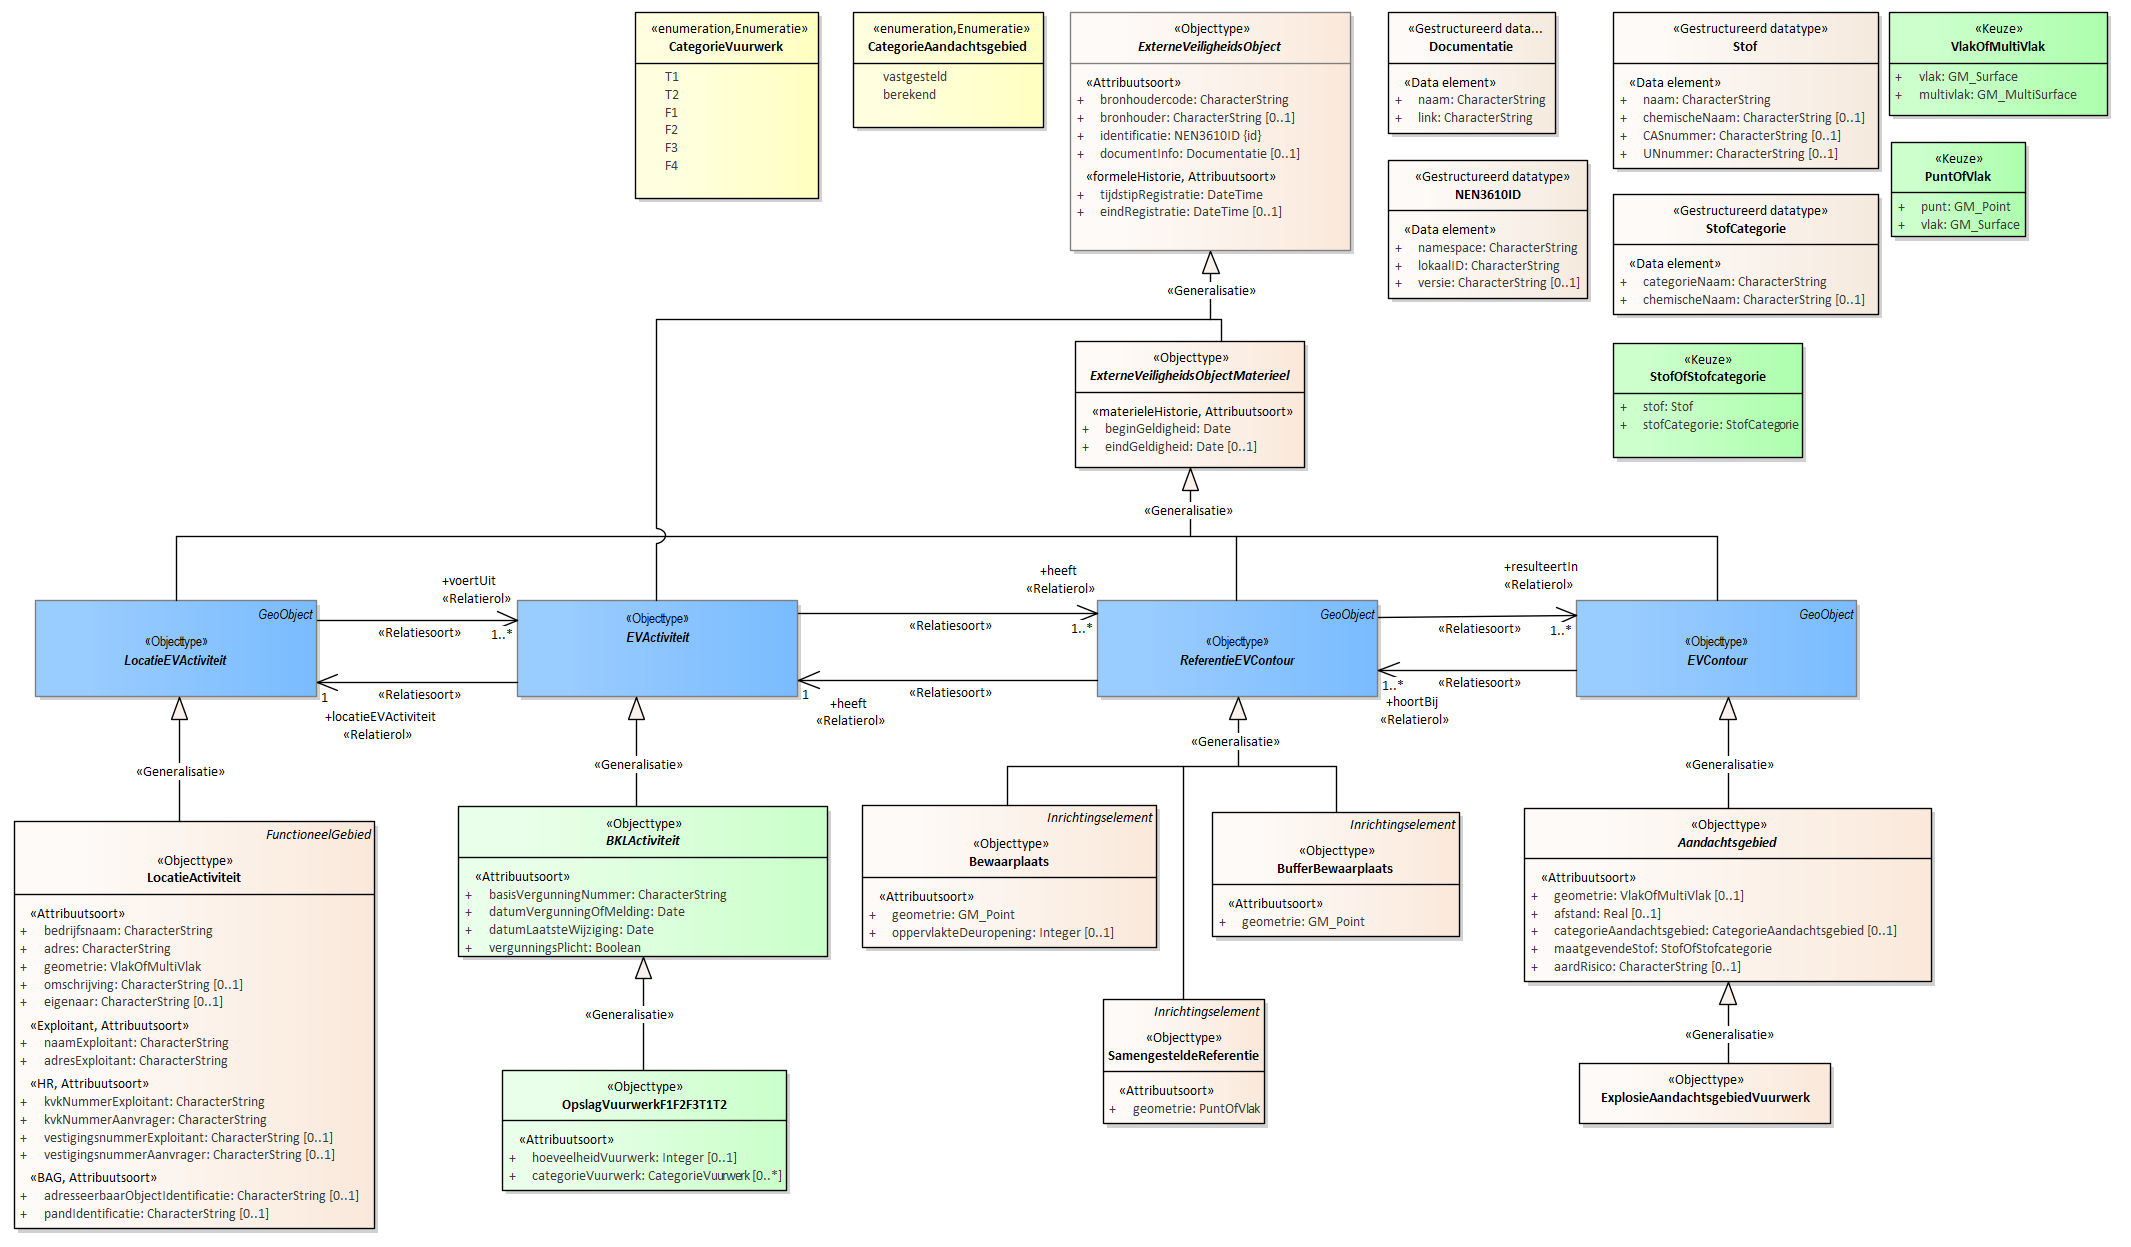 «enumeration,Enumeratie»
CategorieVuurwerk
T1
T2
F1
F2
F3
F4
«enumeration,Enumeratie»
CategorieAandachtsgebied
vastgesteld
berekend
«Objecttype»
ExterneVeiligheidsObject
«Attribuutsoort»
+ bronhoudercode: CharacterString
+ bronhouder: CharacterString [0..1]
+ identificatie: NEN3610ID {id}
+ documentInfo: Documentatie [0..1]
«formeleHistorie, Attribuutsoort»
+ tijdstipRegistratie: DateTime
+ eindRegistratie: DateTime [0..1]
«Gestructureerd data...
Documentatie
«Data element»
+ naam: CharacterString
+ link: CharacterString
«Gestructureerd datatype»
NEN3610ID
«Data element»
+ namespace: CharacterString
+ lokaalID: CharacterString
+ versie: CharacterString [0..1]
«Gestructureerd datatype»
Stof
«Data element»
+ naam: CharacterString
+ chemischeNaam: CharacterString [0..1]
+ CASnummer: CharacterString [0..1]
+ UNnummer: CharacterString [0..1]
«Gestructureerd datatype»
StofCategorie
«Data element»
+ categorieNaam: CharacterString
+ chemischeNaam: CharacterString [0..1]
«Keuze»
StofOfStofcategorie
+ stof: Stof
+ stofCategorie: StofCategorie
«Keuze»
VlakOfMultiVlak
+ vlak: GM_Surface
+ multivlak: GM_MultiSurface
«Keuze»
PuntOfVlak
+ punt: GM_Point
+ vlak: GM_Surface
«Generalisatie»
«Objecttype»
ExterneVeiligheidsObjectMaterieel
«materieleHistorie, Attribuutsoort»
+ beginGeldigheid: Date
+ eindGeldigheid: Date [0..1]
«Generalisatie»
GeoObject
«Objecttype»
LocatieEVActiviteit
+voertUit
«Relatierol»
«Relatiesoort»
1..*
«Relatiesoort»
1
+locatieEVActiviteit
«Relatierol»
«Objecttype»
EVActiviteit
+heeft
«Relatierol»
«Relatiesoort»
1..*
«Relatiesoort»
1
+heeft
«Relatierol»
GeoObject
«Objecttype»
ReferentieEVContour
+resulteertIn
«Relatierol»
«Relatiesoort»
1..*
«Relatiesoort»
1..*
+hoortBij
«Relatierol»
GeoObject
«Objecttype»
EVContour
«Generalisatie»
«Generalisatie»
«Generalisatie»
«Generalisatie»
FunctioneelGebied
«Objecttype»
LocatieActiviteit
«Attribuutsoort»
+ bedrijfsnaam: CharacterString
+ adres: CharacterString
+ geometrie: VlakOfMultiVlak
+ omschrijving: CharacterString [0..1]
+ eigenaar: CharacterString [0..1]
«Exploitant, Attribuutsoort»
+ naamExploitant: CharacterString
+ adresExploitant: CharacterString
«HR, Attribuutsoort»
+ kvkNummerExploitant: CharacterString
+ kvkNummerAanvrager: CharacterString
+ vestigingsnummerExploitant: CharacterString [0..1]
+ vestigingsnummerAanvrager: CharacterString [0..1]
«BAG, Attribuutsoort»
+ adresseerbaarObjectIdentificatie: CharacterString [0..1]
+ pandIdentificatie: CharacterString [0..1]
«Objecttype»
BKLActiviteit
«Attribuutsoort»
+ basisVergunningNummer: CharacterString
+ datumVergunningOfMelding: Date
+ datumLaatsteWijziging: Date
+ vergunningsPlicht: Boolean
«Generalisatie»
«Objecttype»
OpslagVuurwerkF1F2F3T1T2
«Attribuutsoort»
+ hoeveelheidVuurwerk: Integer [0..1]
+ categorieVuurwerk: CategorieVuurwerk [0..*]
Inrichtingselement
«Objecttype»
Bewaarplaats
«Attribuutsoort»
+ geometrie: GM_Point
+ oppervlakteDeuropening: Integer [0..1]
Inrichtingselement
«Objecttype»
BufferBewaarplaats
«Attribuutsoort»
+ geometrie: GM_Point
Inrichtingselement
«Objecttype»
SamengesteldeReferentie
«Attribuutsoort»
+ geometrie: PuntOfVlak
«Objecttype»
Aandachtsgebied
«Attribuutsoort»
+ geometrie: VlakOfMultiVlak [0..1]
+ afstand: Real [0..1]
+ categorieAandachtsgebied: CategorieAandachtsgebied [0..1]
+ maatgevendeStof: StofOfStofcategorie
+ aardRisico: CharacterString [0..1]
«Generalisatie»
«Objecttype»
ExplosieAandachtsgebiedVuurwerk